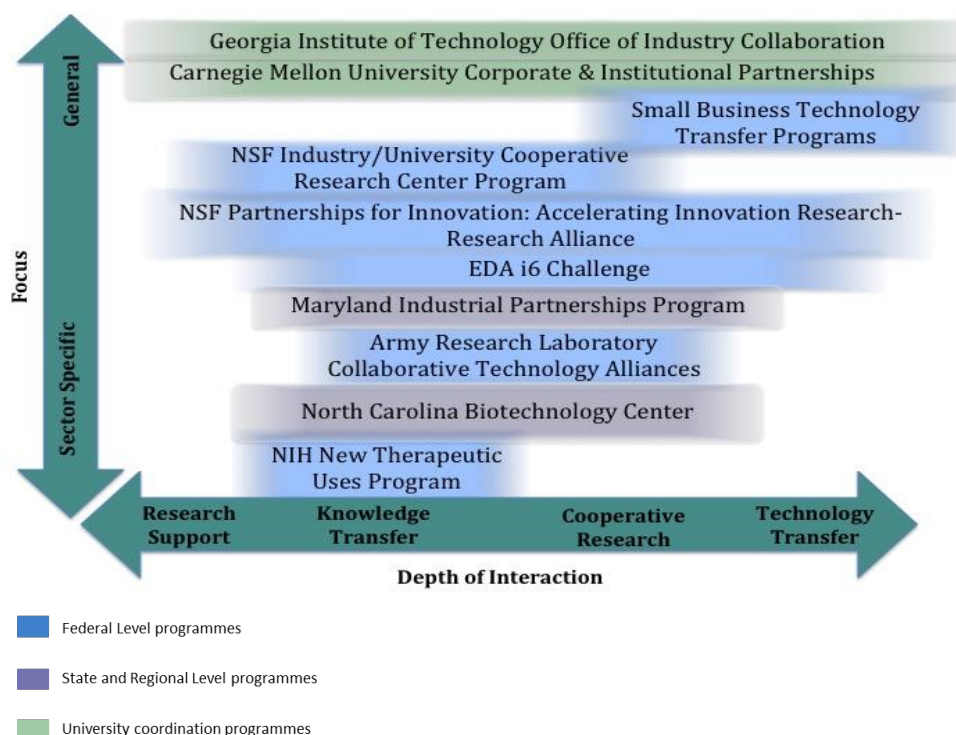 Georgia Institute of Technology Office of Industry Collaboration
Carnegie Mellon University Corporate & Institutional Partnerships
General
Small Business Technology
Transfer Programs
NSF Industry/University Cooperative
Research Center Program
NSF Partnerships for Innovation: Accelerating Innovation Research-
Research Alliance
Focus
EDA i6 Challenge
Maryland Industrial Partnerships Program
Sector Specific
Army Research Laboratory
Collaborative Technology Alliances
North Carolina Biotechnology Center
NIH New Therapeutic
Uses Program
Research
Support
Knowledge
Transfer
Cooperative
Research
Technology
Transfer
Depth of Interaction
Federal Level programmes
State and Regional Level programmes
University coordination programmes